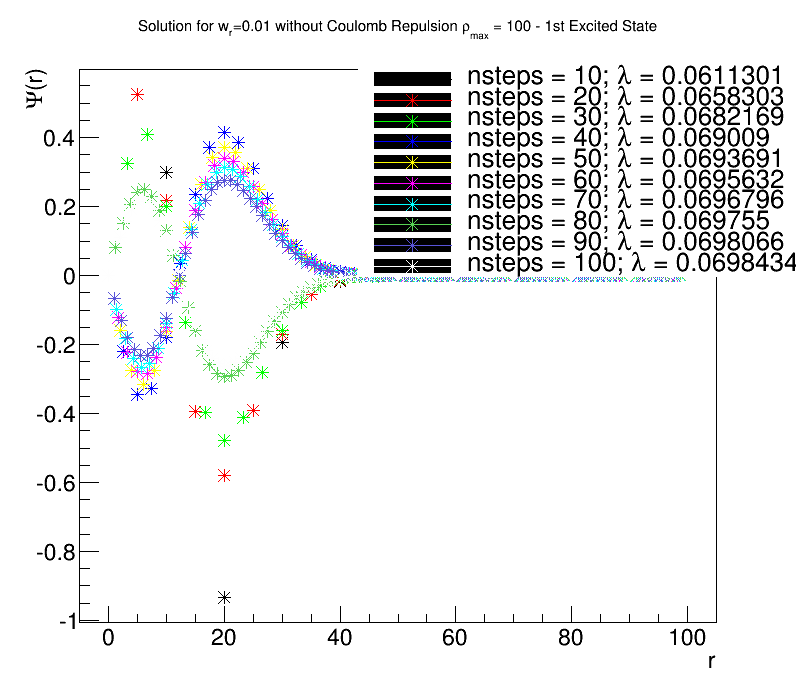 Solution for wr=0.01 without Coulomb Repulsion ρmax = 100 - 1st Excited State
Ψ(r)
nsteps = 10; λ = 0.0611301
nsteps = 20; λ = 0.0658303
nsteps = 30; λ = 0.0682169
nsteps = 40; λ = 0.069009
nsteps = 50; λ = 0.0693691
nsteps = 60; λ = 0.0695632
nsteps = 70; λ = 0.0696796
nsteps = 80; λ = 0.069755
nsteps = 90; λ = 0.0698066
nsteps = 100; λ = 0.0698434
0.4
0.2
0
-0.2
-0.4
-0.6
-0.8
-1
0 20 40 60 80 100
r